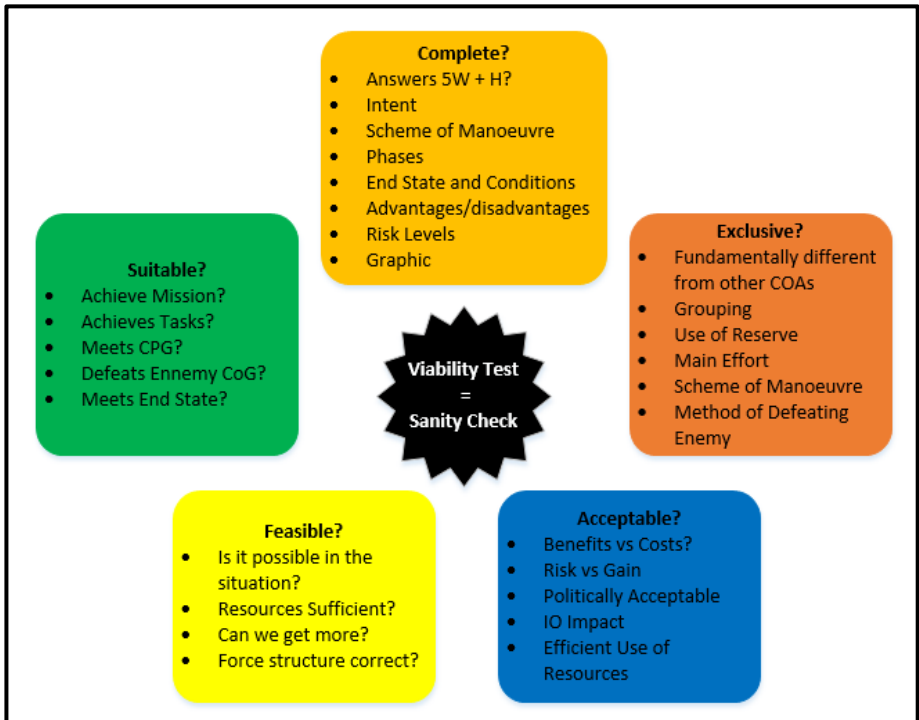 Complete?
• Answers 5W + H?
• Intent
• Scheme of Manoeuvre
• Phases
• End State and Conditions
• Advantages/disadvantages
• Risk Levels
• Graphic
Suitable?
• Achieve Mission?
• Achieves Tasks?
• Meets CPG?
• Defeats Ennemy CoG?
• Meets End State?
Viability Test
=
Sanity Check
Exclusive?
• Fundamentally different
from other COAs
• Grouping
• Use of Reserve
• Main Effort
• Scheme of Manoeuvre
• Method of Defeating
Enemy
Feasible?
• Is it possible in the
situation?
• Resources Sufficient?
• Can we get more?
• Force structure correct?
Acceptable?
• Benefits vs Costs?
• Risk vs Gain
• Politically Acceptable
• IO Impact
• Efficient Use of
Resources